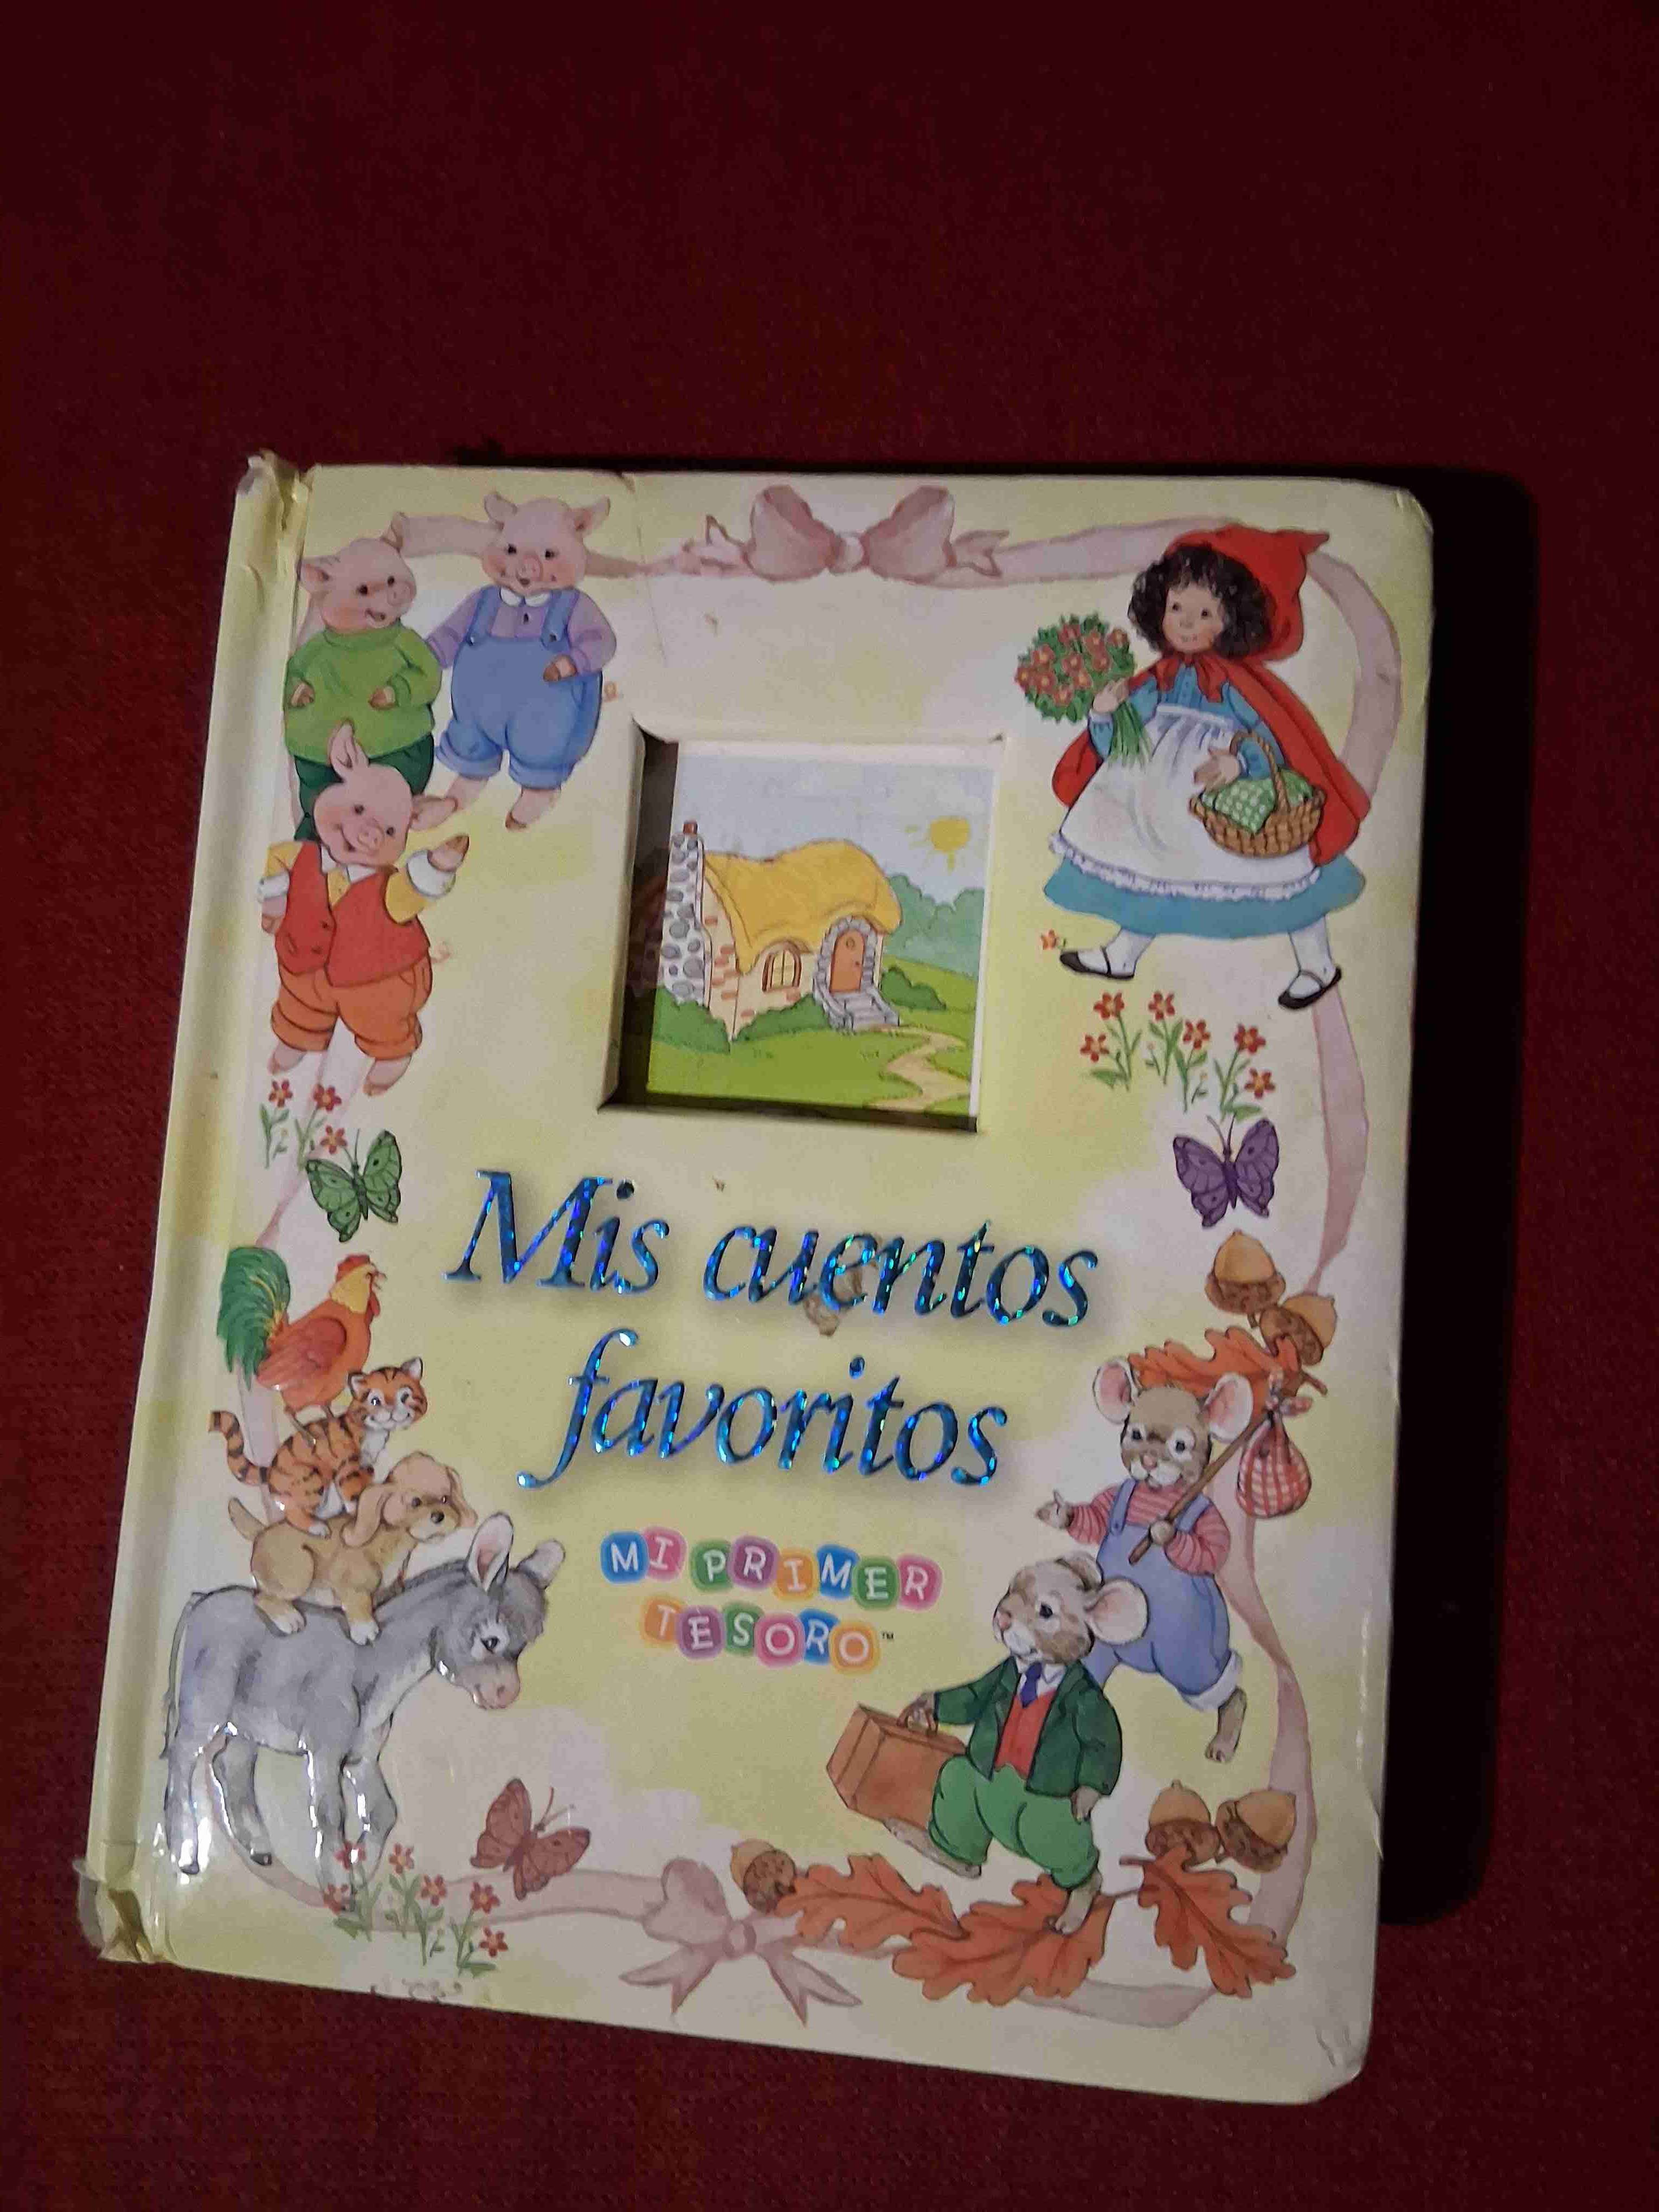 Mis cuentos
favoritos
MI PRIMER
TESORO™